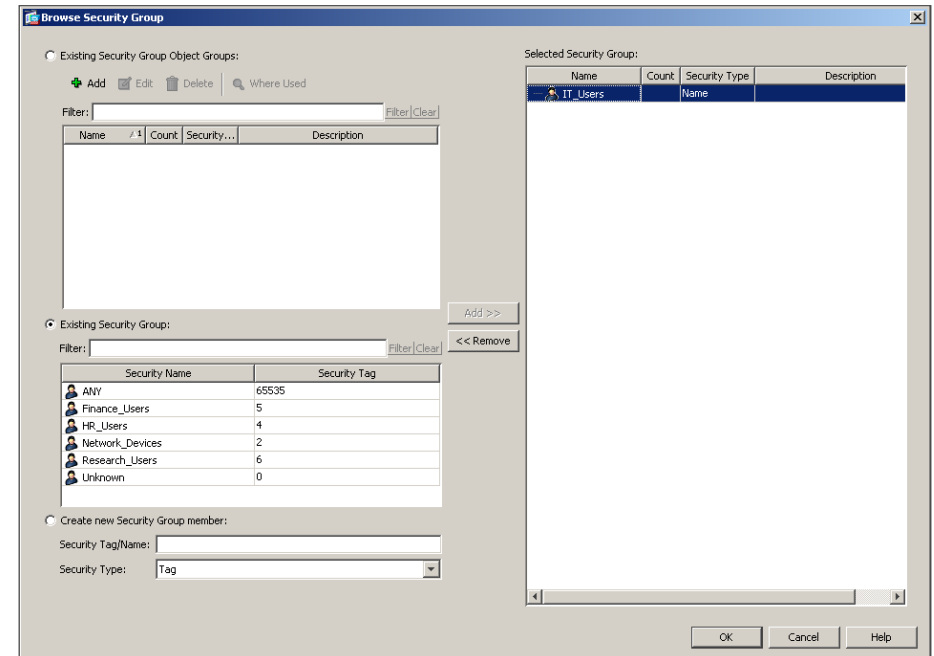 Browse Security Group
Existing Security Group Object Groups:
Add Edit Delete Where Used
Filter: Filter Clear
Name 1 Count Security... Description
Existing Security Group:
Filter: Filter Clear
Security Name Security Tag
ANY 65535
Finance_Users 5
HR_Users 4
Network_Devices 2
Research_Users 6
Unknown 0
Create new Security Group member:
Security Tag/Name:
Security Type: Tag
Add >>
<< Remove
Selected Security Group:
Name Count Security Type Description
IT_Users Name
OK Cancel Help